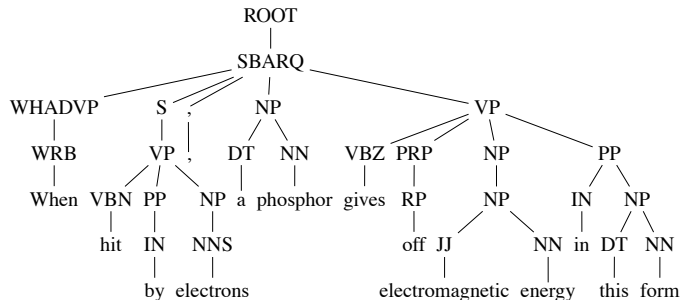 ROOT
SBARQ
WHADVP S , NP VP
WRB VP , DT NN VBZ PRP NP PP
When VBN PP NP a phosphor gives RP NP IN NP
hit IN NNS off JJ NN in DT NN
by electrons electromagnetic energy this form